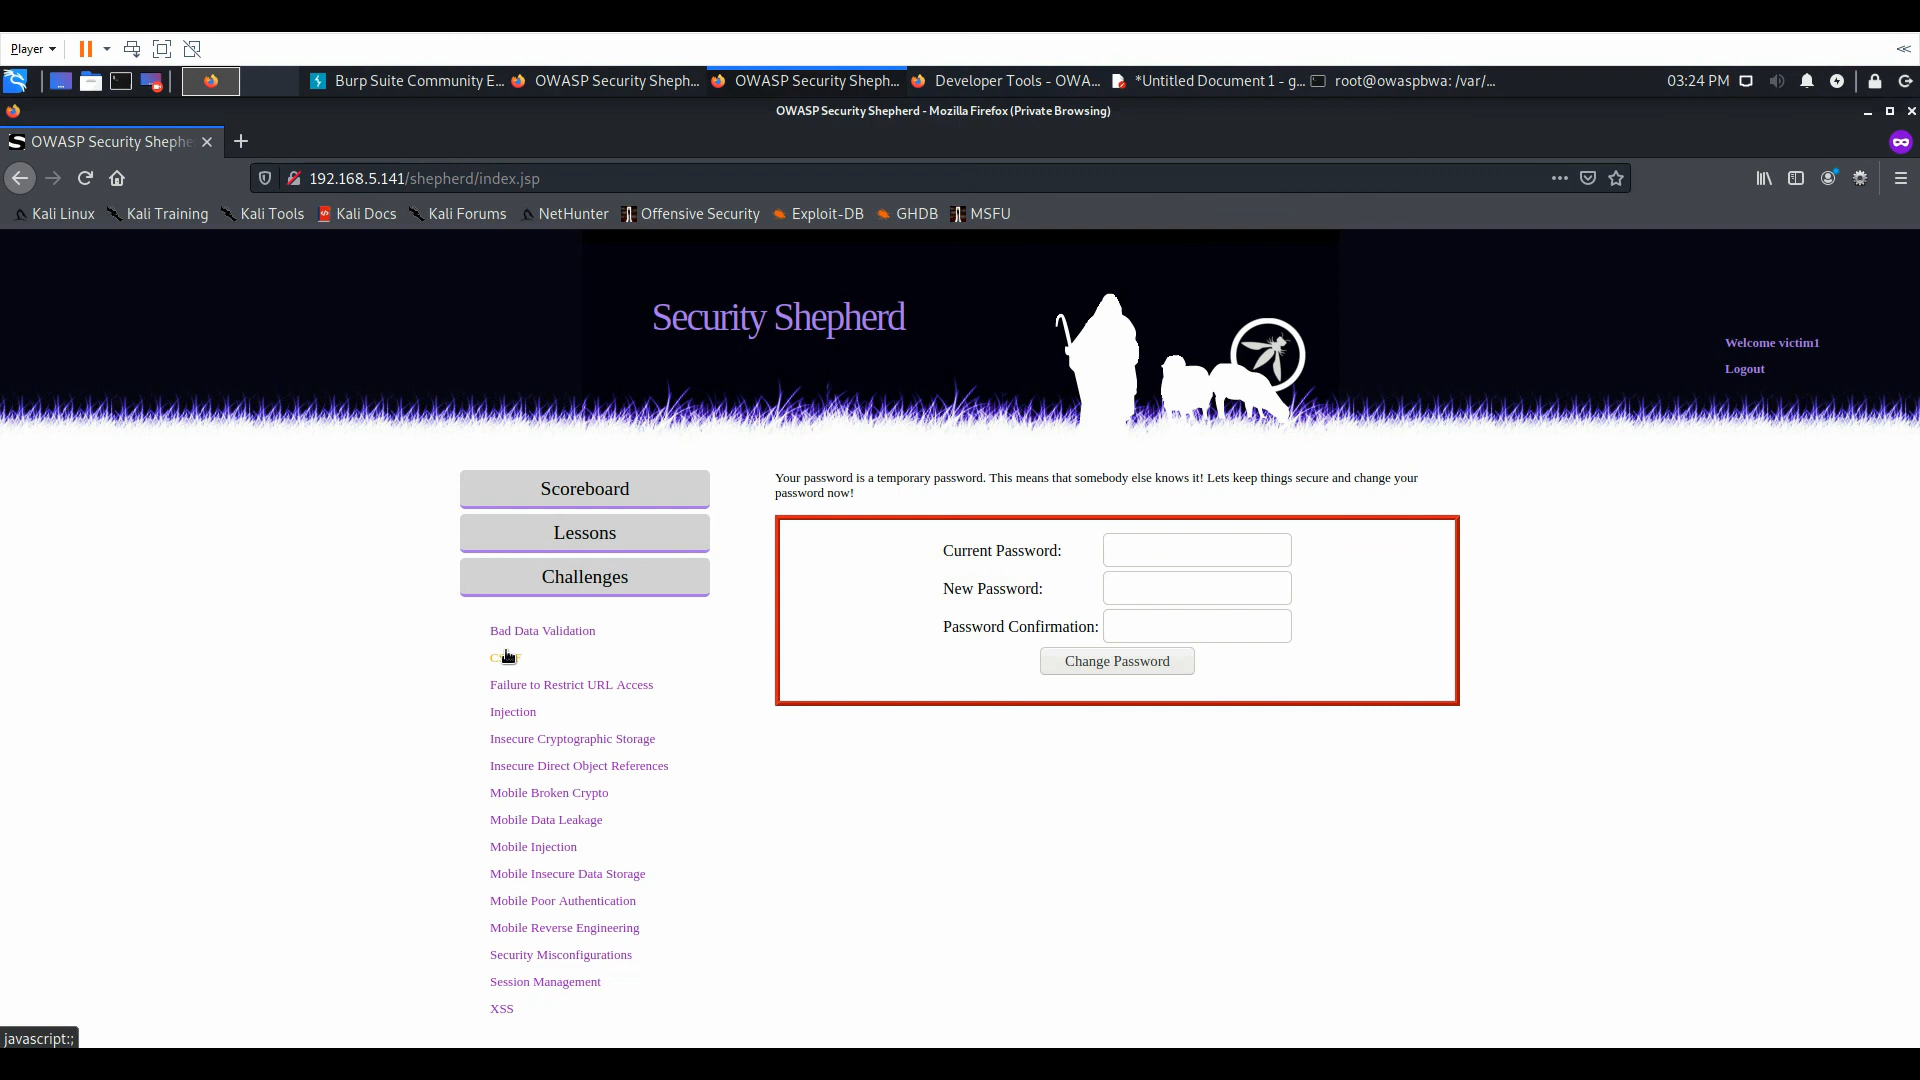 Player
Burp Suite Community E...
OWASP Security Sheph...
OWASP Security Sheph...
Developer Tools - OWA...
*Untitled Document 1 - g...
root@owaspbwa: /var/...
03:24 PM
OWASP Security Shepherd - Mozilla Firefox (Private Browsing)
OWASP Security Shephe
192.168.5.141/shepherd/index.jsp
Kali Linux
Kali Training
Kali Tools
Kali Docs
Kali Forums
NetHunter
Offensive Security
Exploit-DB
GHDB
MSFU
Security Shepherd
Welcome victim1
Logout
Scoreboard
Lessons
Challenges
Bad Data Validation
Failure to Restrict URL Access
Injection
Insecure Cryptographic Storage
Insecure Direct Object References
Mobile Broken Crypto
Mobile Data Leakage
Mobile Injection
Mobile Insecure Data Storage
Mobile Poor Authentication
Mobile Reverse Engineering
Security Misconfigurations
Session Management
XSS
Your password is a temporary password. This means that somebody else knows it! Lets keep things secure and change your
password now!
Current Password:
New Password:
Password Confirmation:
Change Password
javascript:;